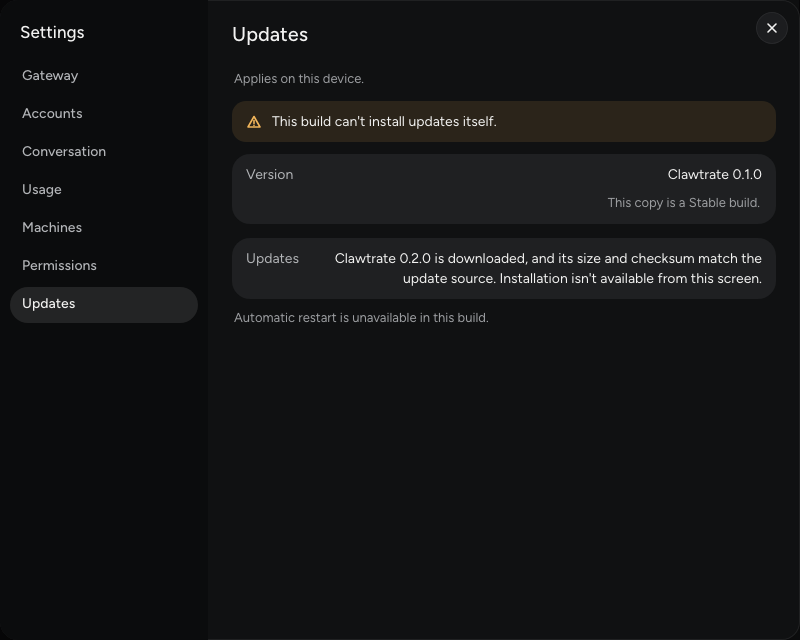 Settings
Gateway
Accounts
Conversation
Usage
Machines
Permissions
Updates
Updates
Applies on this device.
This build can't install updates itself.
Version
Clawtrate 0.1.0
This copy is a Stable build.
Updates
Clawtrate 0.2.0 is downloaded, and its size and checksum match the
update source. Installation isn't available from this screen.
Automatic restart is unavailable in this build.